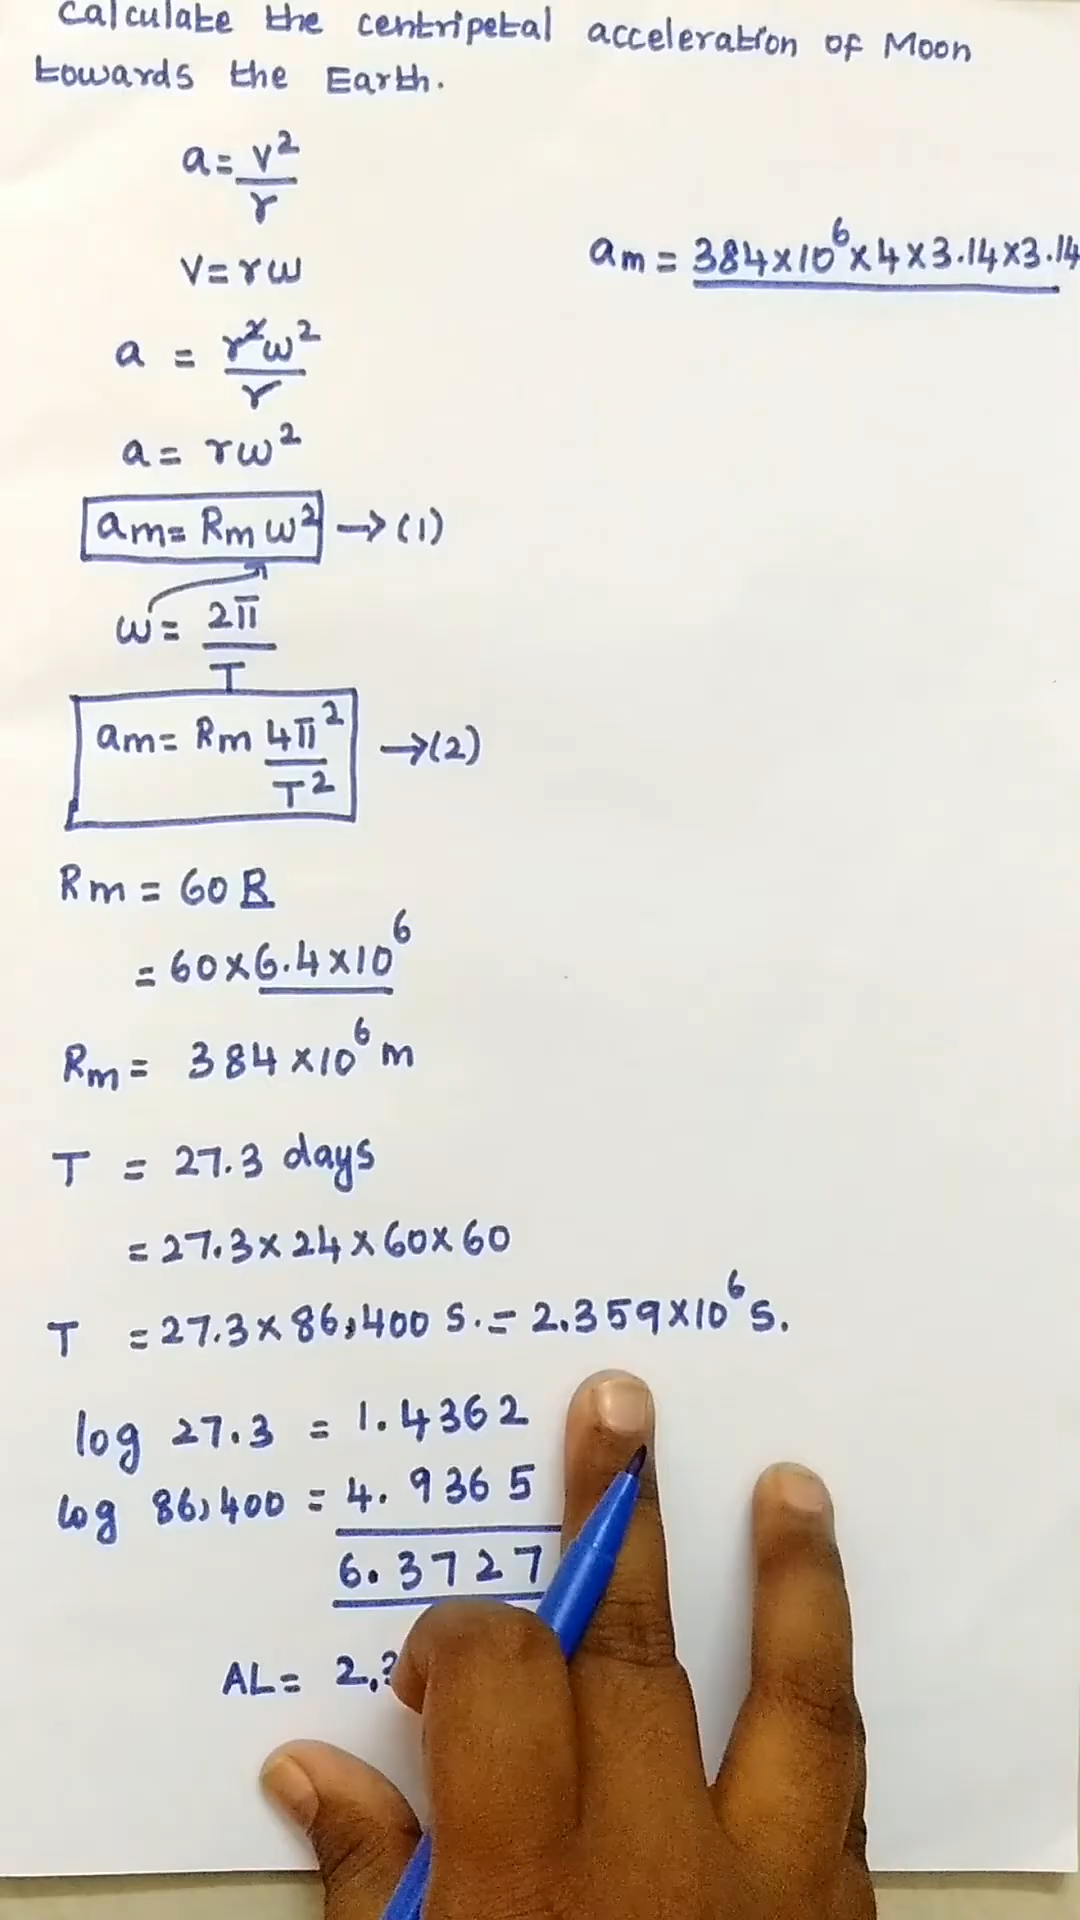 Calculate the centripetal acceleration of Moon
towards the Earth.
a = v²/r
v = rω
a = r²ω²/r
a = rω²
am = Rm ω² → (1)
ω = 2π/T
am = Rm 4π²/T² → (2)
Rm = 60 R
= 60 × 6.4 × 10⁶
Rm = 384 × 10⁶ m
T = 27.3 days
= 27.3 × 24 × 60 × 60
T = 27.3 × 86,400 s. = 2.359 × 10⁶ s.
log 27.3 = 1.4362
log 86,400 = 4.9365
6.3727
AL = 2.3
am = 384 × 10⁶ × 4 × 3.14 × 3.14